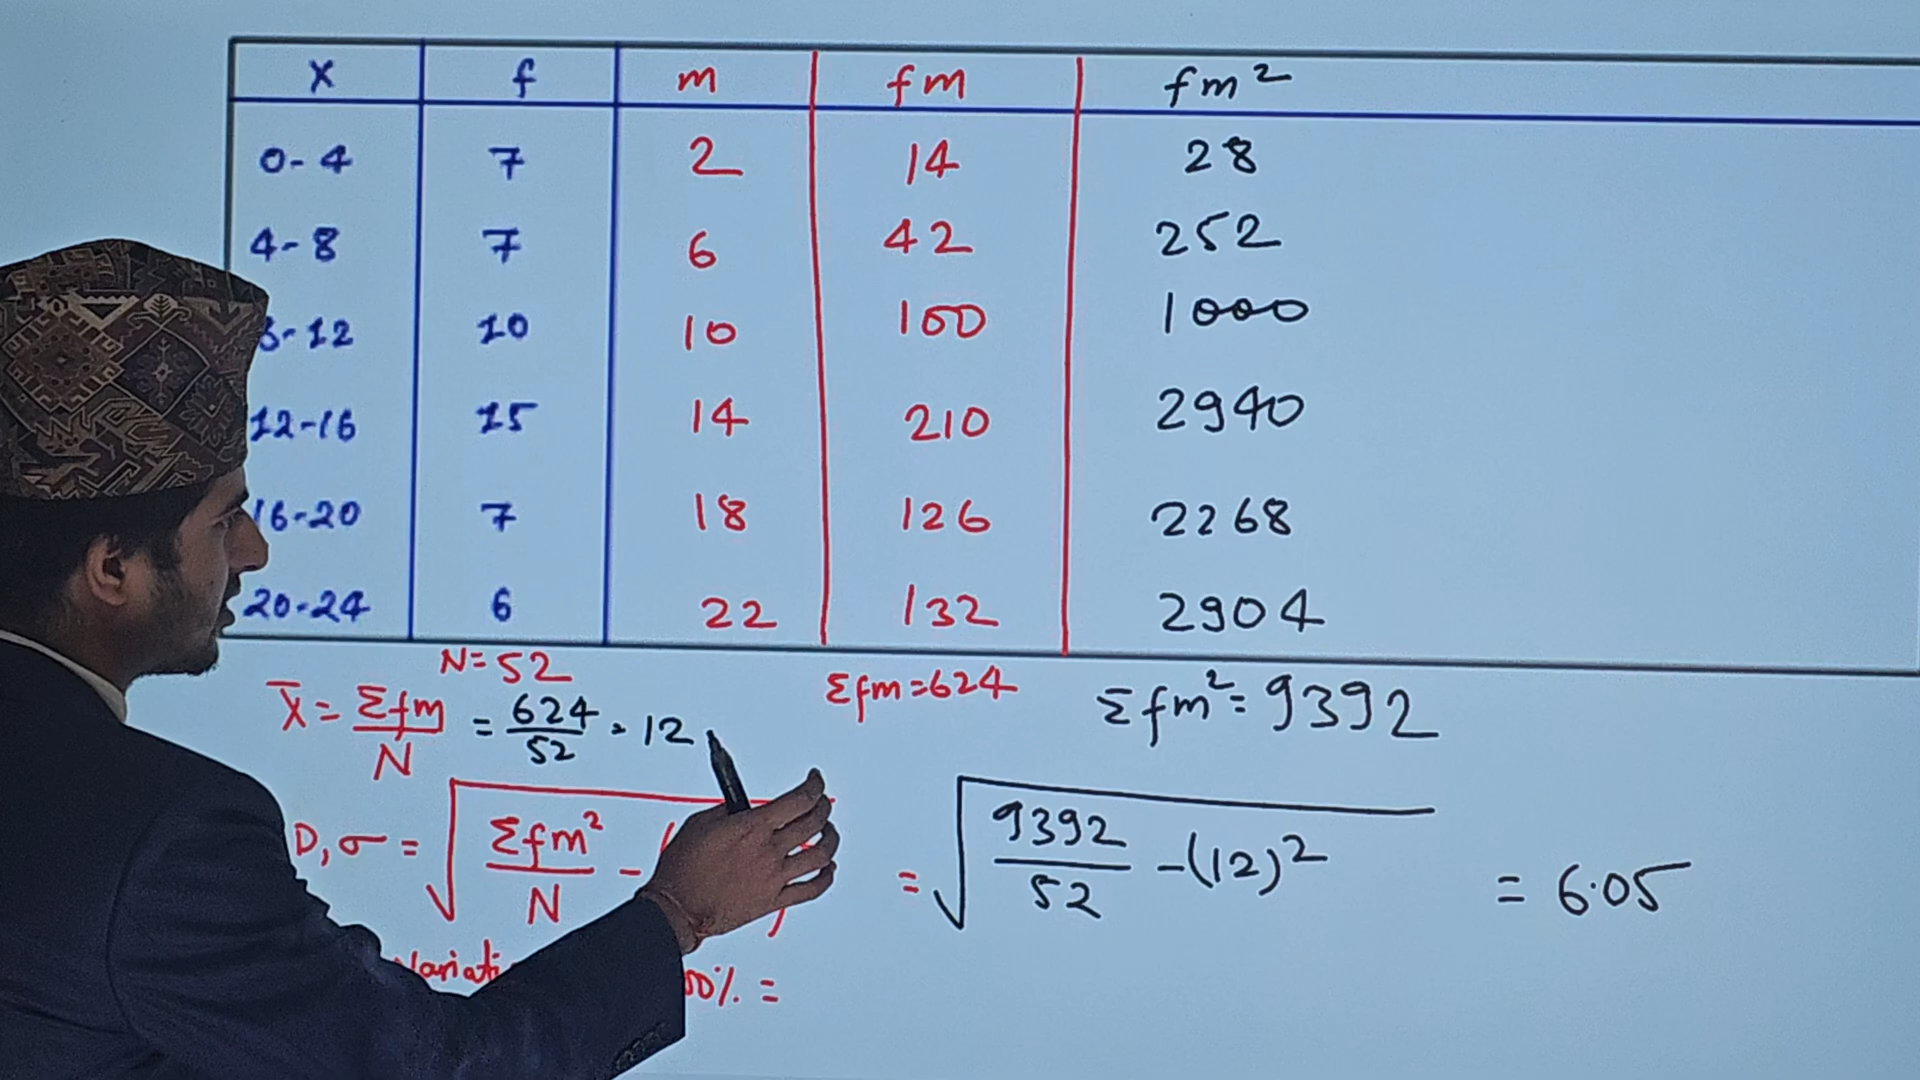 X f m fm fm²
0-4 7 2 14 28
4-8 7 6 42 252
8-12 10 10 100 1000
12-16 15 14 210 2940
16-20 7 18 126 2268
20-24 6 22 132 2904
N=52 Σfm=624 Σfm²=9392
X̄ = Σfm/N = 624/52 = 12
D, σ = √(Σfm²/N - = √(9392/52 - (12)²) = 6.05
00% =